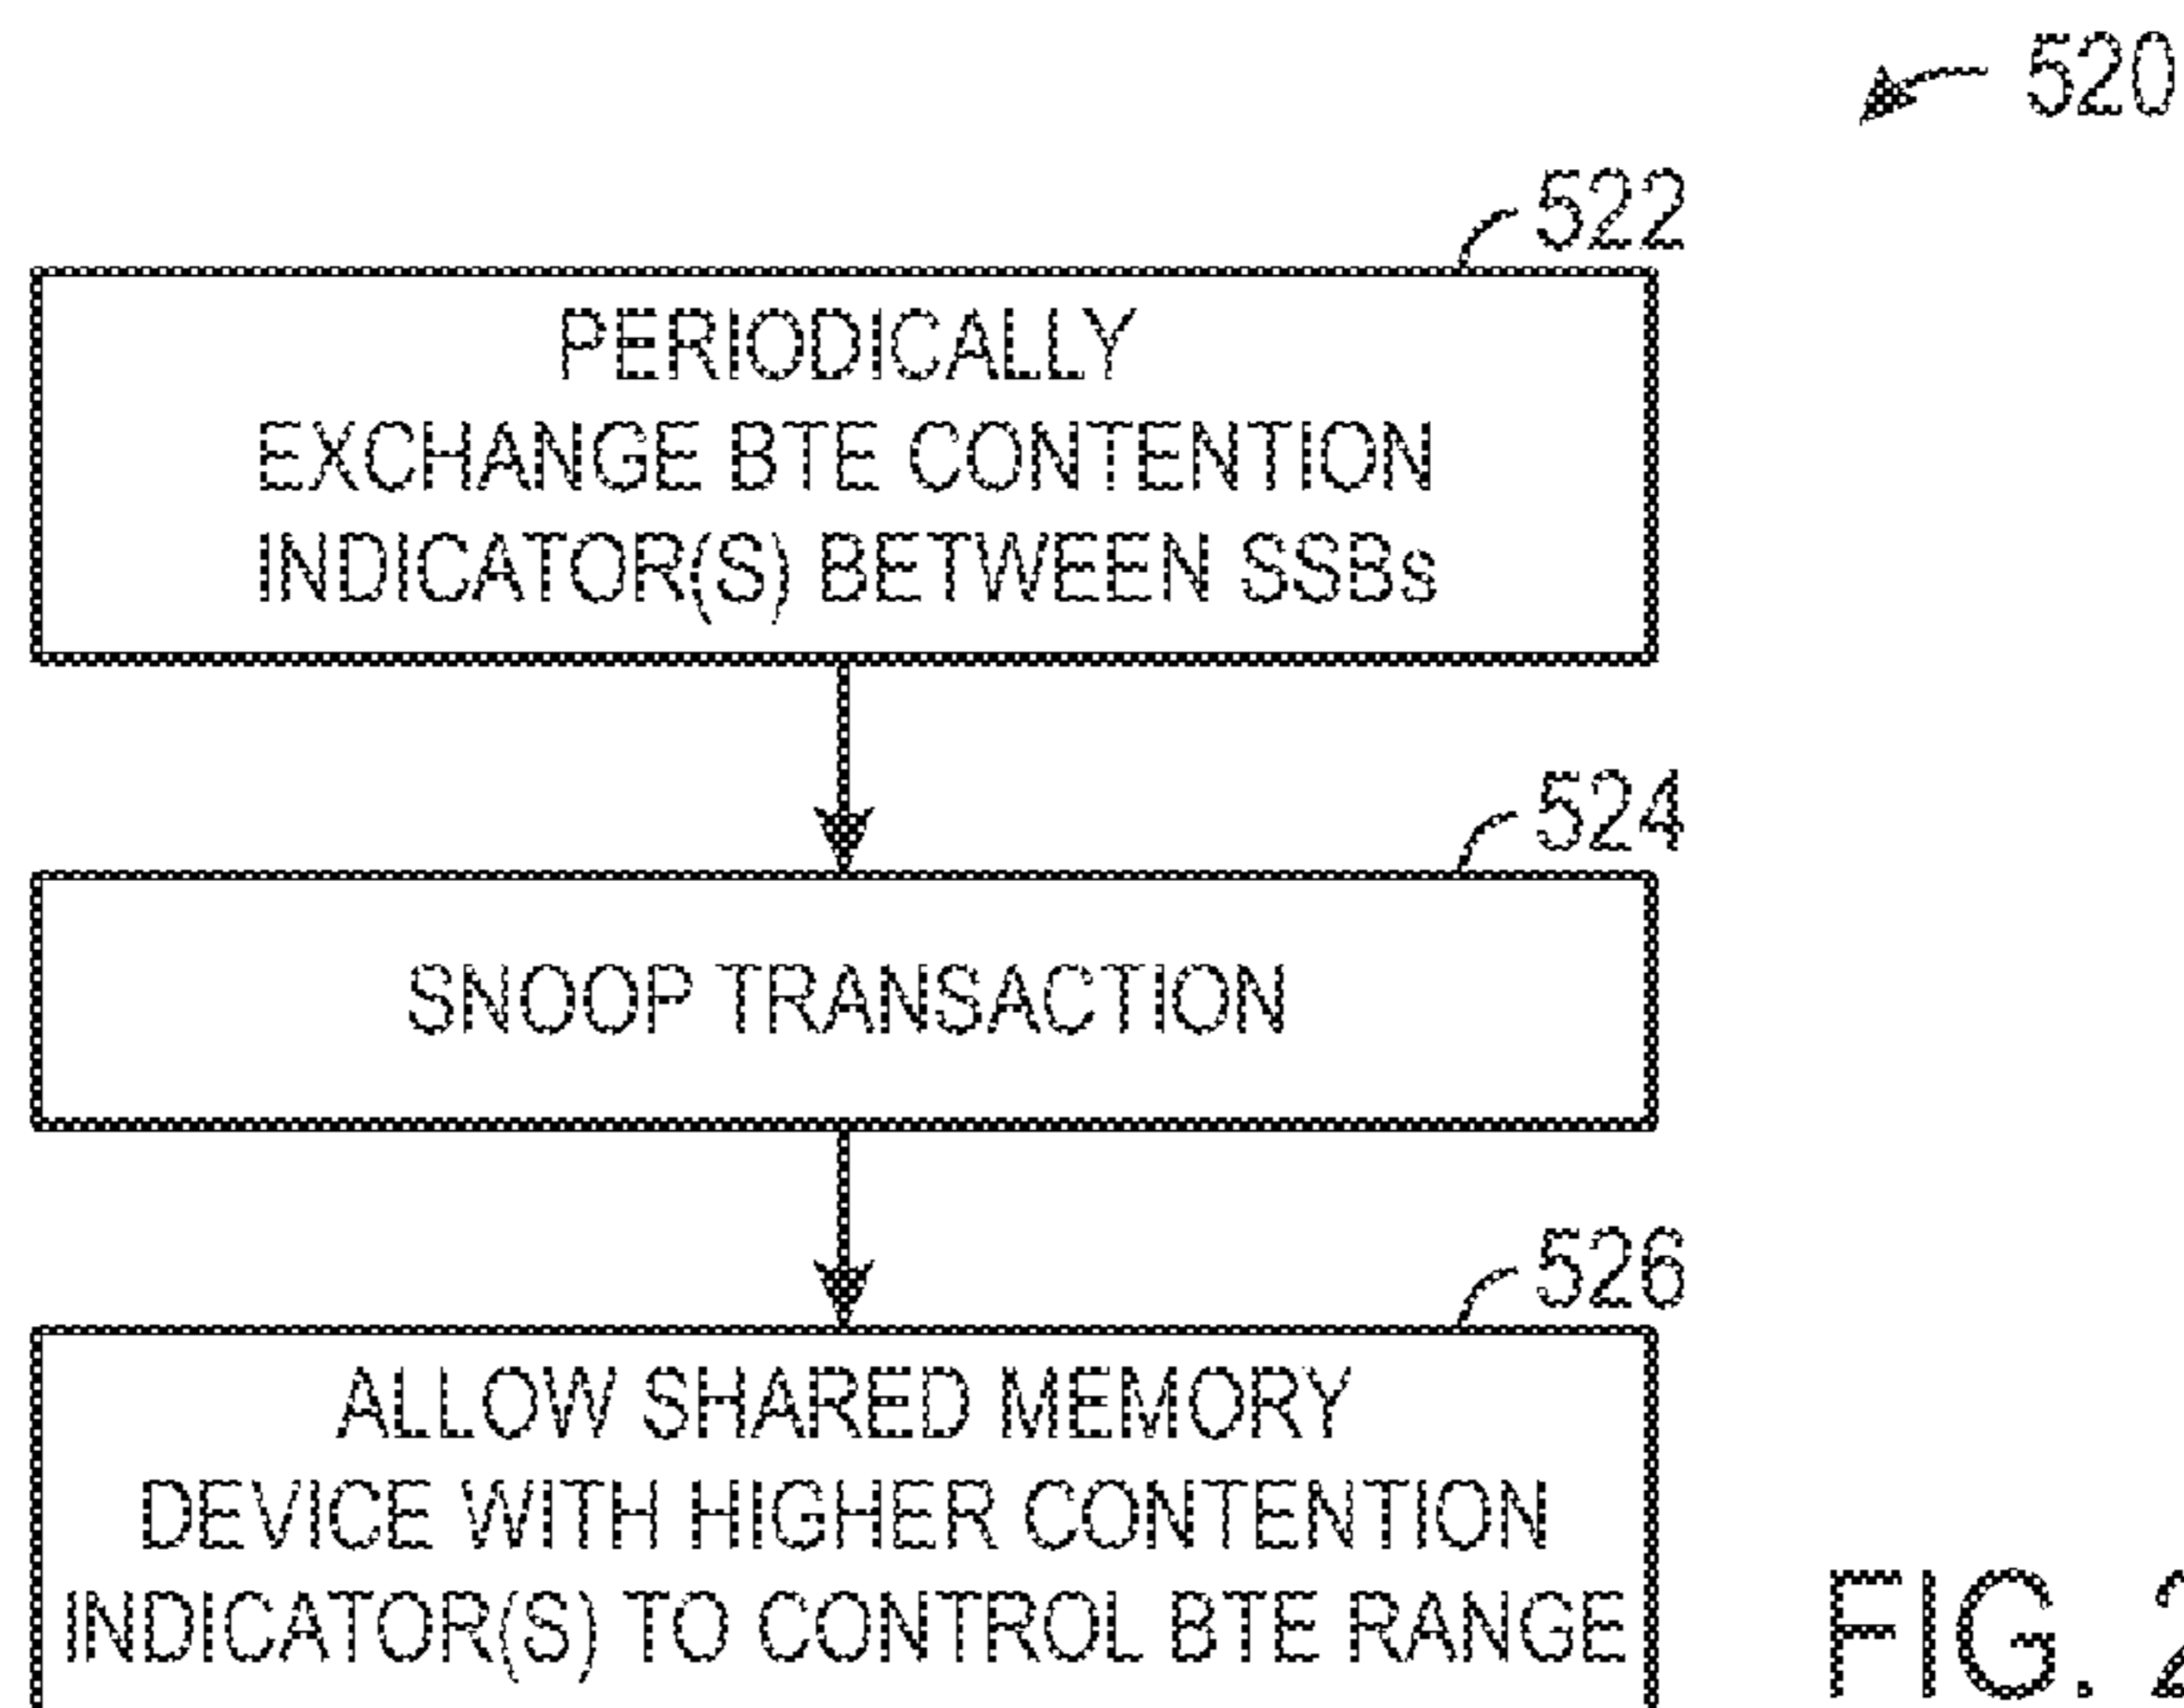 520
522
PERIODICALLY
EXCHANGE BTE CONTENTION
INDICATOR(S) BETWEEN SSBs
524
SNOOP TRANSACTION
526
ALLOW SHARED MEMORY
DEVICE WITH HIGHER CONTENTION
INDICATOR(S) TO CONTROL BTE RANGE
FIG.